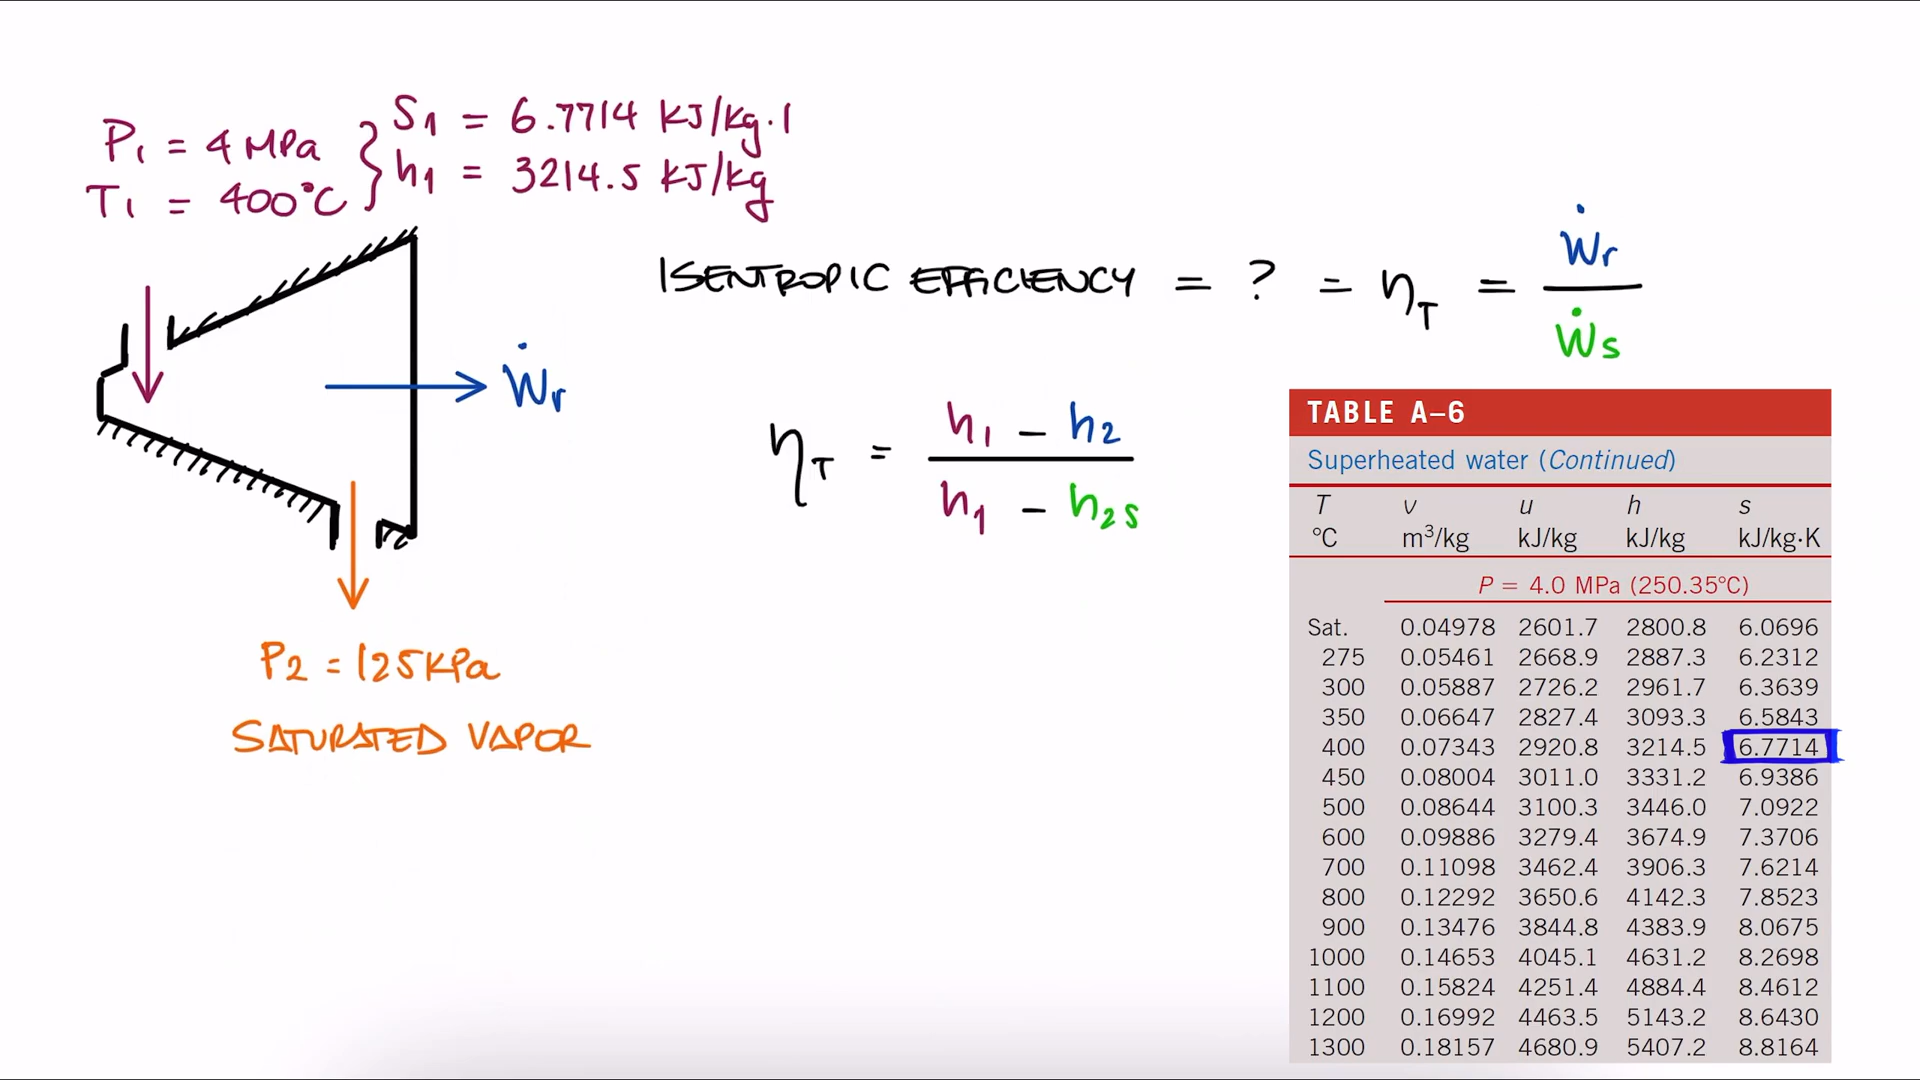 P₁ = 4 MPa
T₁ = 400°C
S₁ = 6.7714 kJ/kg·1
h₁ = 3214.5 kJ/kg
ISENTROPIC EFFICIENCY = ? = η_T = Ẇr / Ẇs
Ẇr
η_T = (h₁ - h₂) / (h₁ - h₂s)
P₂ = 125 kPa
SATURATED VAPOR
TABLE A–6
Superheated water (Continued)
T v u h s
°C m³/kg kJ/kg kJ/kg kJ/kg·K
P = 4.0 MPa (250.35°C)
Sat. 0.04978 2601.7 2800.8 6.0696
275 0.05461 2668.9 2887.3 6.2312
300 0.05887 2726.2 2961.7 6.3639
350 0.06647 2827.4 3093.3 6.5843
400 0.07343 2920.8 3214.5 6.7714
450 0.08004 3011.0 3331.2 6.9386
500 0.08644 3100.3 3446.0 7.0922
600 0.09886 3279.4 3674.9 7.3706
700 0.11098 3462.4 3906.3 7.6214
800 0.12292 3650.6 4142.3 7.8523
900 0.13476 3844.8 4383.9 8.0675
1000 0.14653 4045.1 4631.2 8.2698
1100 0.15824 4251.4 4884.4 8.4612
1200 0.16992 4463.5 5143.2 8.6430
1300 0.18157 4680.9 5407.2 8.8164